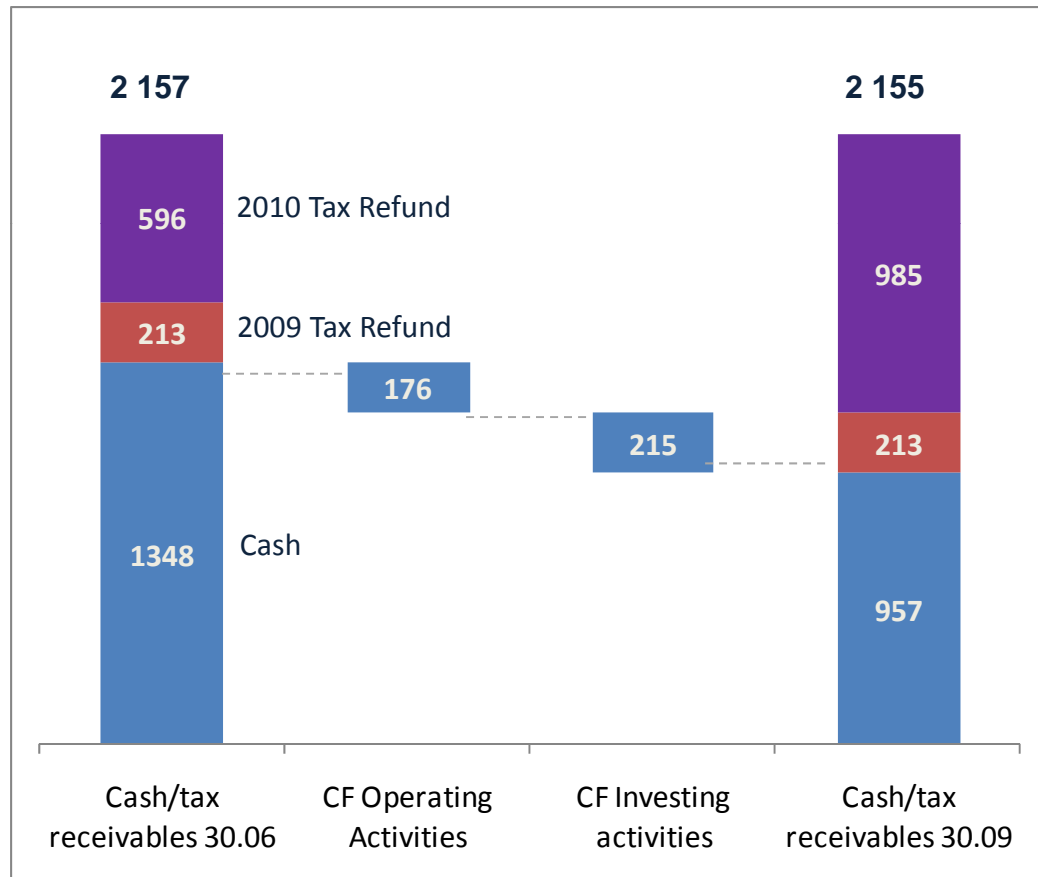 2 157
2 155
596
2010 Tax Refund
985
213
2009 Tax Refund
176
215
213
1348
Cash
957
Cash/tax
receivables 30.06
CF Operating
Activities
CF Investing
activities
Cash/tax
receivables 30.09